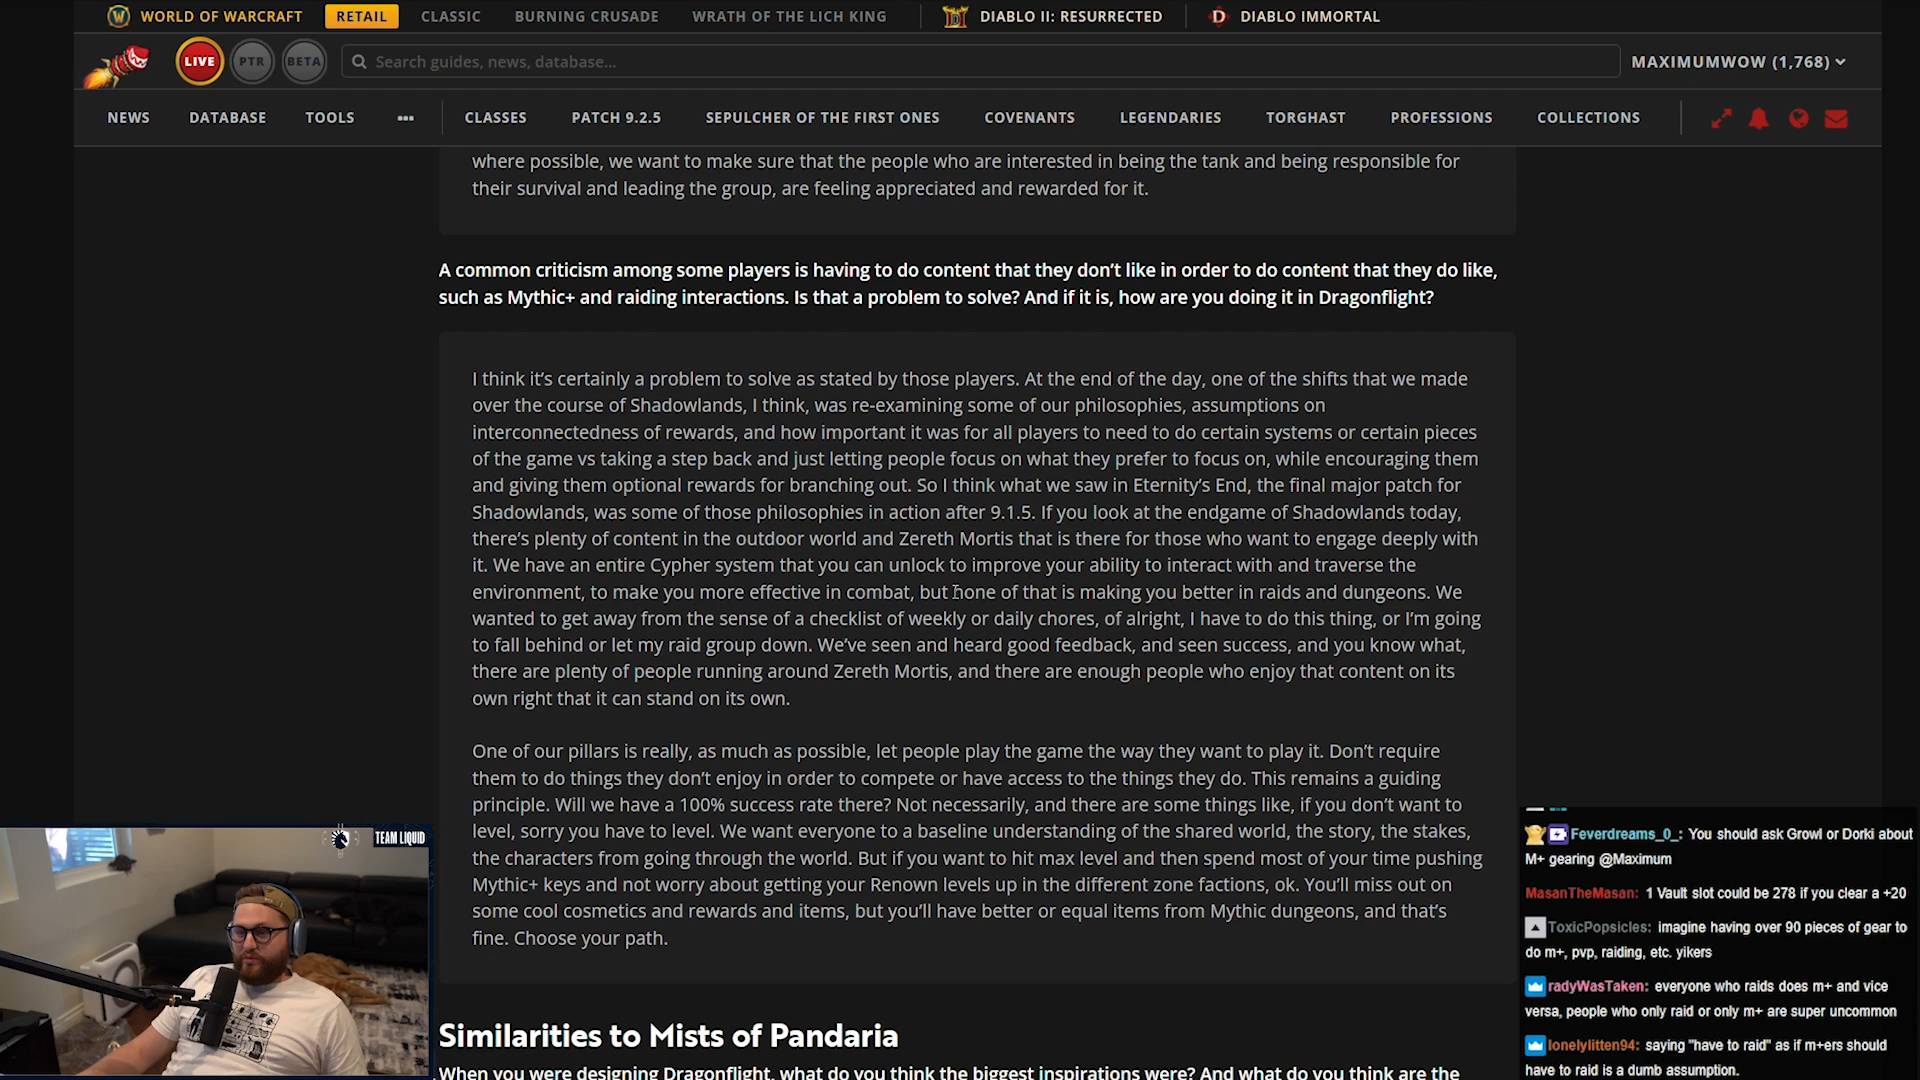 WORLD OF WARCRAFT RETAIL CLASSIC BURNING CRUSADE WRATH OF THE LICH KING DIABLO II: RESURRECTED DIABLO IMMORTAL
LIVE PTR BETA Search guides, news, database... MAXIMUMWOW (1,768)
NEWS DATABASE TOOLS ••• CLASSES PATCH 9.2.5 SEPULCHER OF THE FIRST ONES COVENANTS LEGENDARIES TORGHAST PROFESSIONS COLLECTIONS
where possible, we want to make sure that the people who are interested in being the tank and being responsible for
their survival and leading the group, are feeling appreciated and rewarded for it.
A common criticism among some players is having to do content that they don’t like in order to do content that they do like,
such as Mythic+ and raiding interactions. Is that a problem to solve? And if it is, how are you doing it in Dragonflight?
I think it’s certainly a problem to solve as stated by those players. At the end of the day, one of the shifts that we made
over the course of Shadowlands, I think, was re-examining some of our philosophies, assumptions on
interconnectedness of rewards, and how important it was for all players to need to do certain systems or certain pieces
of the game vs taking a step back and just letting people focus on what they prefer to focus on, while encouraging them
and giving them optional rewards for branching out. So I think what we saw in Eternity’s End, the final major patch for
Shadowlands, was some of those philosophies in action after 9.1.5. If you look at the endgame of Shadowlands today,
there’s plenty of content in the outdoor world and Zereth Mortis that is there for those who want to engage deeply with
it. We have an entire Cypher system that you can unlock to improve your ability to interact with and traverse the
environment, to make you more effective in combat, but none of that is making you better in raids and dungeons. We
wanted to get away from the sense of a checklist of weekly or daily chores, of alright, I have to do this thing, or I’m going
to fall behind or let my raid group down. We’ve seen and heard good feedback, and seen success, and you know what,
there are plenty of people running around Zereth Mortis, and there are enough people who enjoy that content on its
own right that it can stand on its own.
One of our pillars is really, as much as possible, let people play the game the way they want to play it. Don’t require
them to do things they don’t enjoy in order to compete or have access to the things they do. This remains a guiding
principle. Will we have a 100% success rate there? Not necessarily, and there are some things like, if you don’t want to
level, sorry you have to level. We want everyone to a baseline understanding of the shared world, the story, the stakes,
the characters from going through the world. But if you want to hit max level and then spend most of your time pushing
Mythic+ keys and not worry about getting your Renown levels up in the different zone factions, ok. You’ll miss out on
some cool cosmetics and rewards and items, but you’ll have better or equal items from Mythic dungeons, and that’s
fine. Choose your path.
Similarities to Mists of Pandaria
When you were designing Dragonflight, what do you think the biggest inspirations were? And what do you think are the
TEAM LIQUID
Feverdreams_0_: You should ask Growl or Dorki about
M+ gearing @Maximum
MasanTheMasan: 1 Vault slot could be 278 if you clear a +20
ToxicPopsicles: imagine having over 90 pieces of gear to
do m+, pvp, raiding, etc. yikers
radyWasTaken: everyone who raids does m+ and vice
versa, people who only raid or only m+ are super uncommon
lonelylitten94: saying "have to raid" as if m+ers should
have to raid is a dumb assumption.